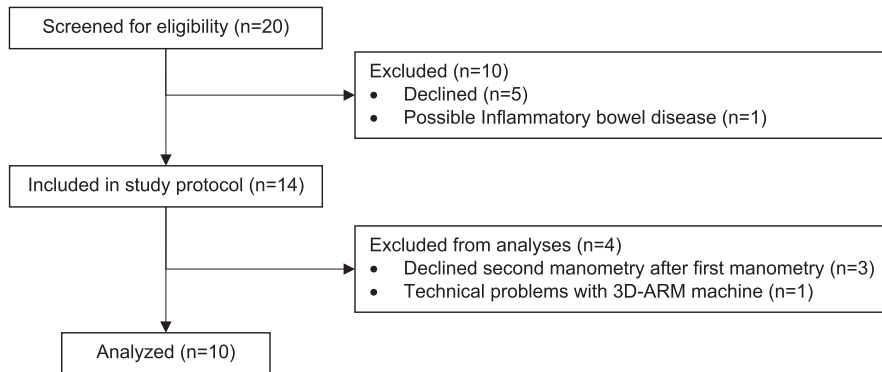 Screened for eligibility (n=20)
Excluded (n=10)
• Declined (n=5)
• Possible Inflammatory bowel disease (n=1)
Included in study protocol (n=14)
Excluded from analyses (n=4)
• Declined second manometry after first manometry (n=3)
• Technical problems with 3D-ARM machine (n=1)
Analyzed (n=10)